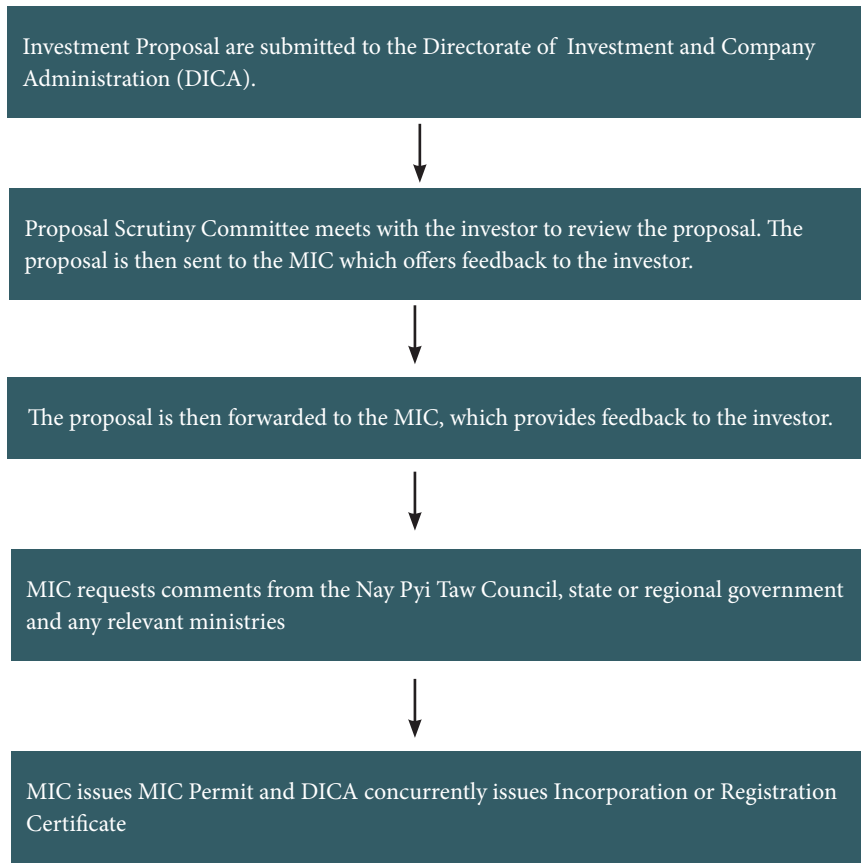 Investment Proposal are submitted to the Directorate of Investment and Company
Administration (DICA).
Proposal Scrutiny Committee meets with the investor to review the proposal. The
proposal is then sent to the MIC which offers feedback to the investor.
The proposal is then forwarded to the MIC, which provides feedback to the investor.
MIC requests comments from the Nay Pyi Taw Council, state or regional government
and any relevant ministries
MIC issues MIC Permit and DICA concurrently issues Incorporation or Registration
Certificate